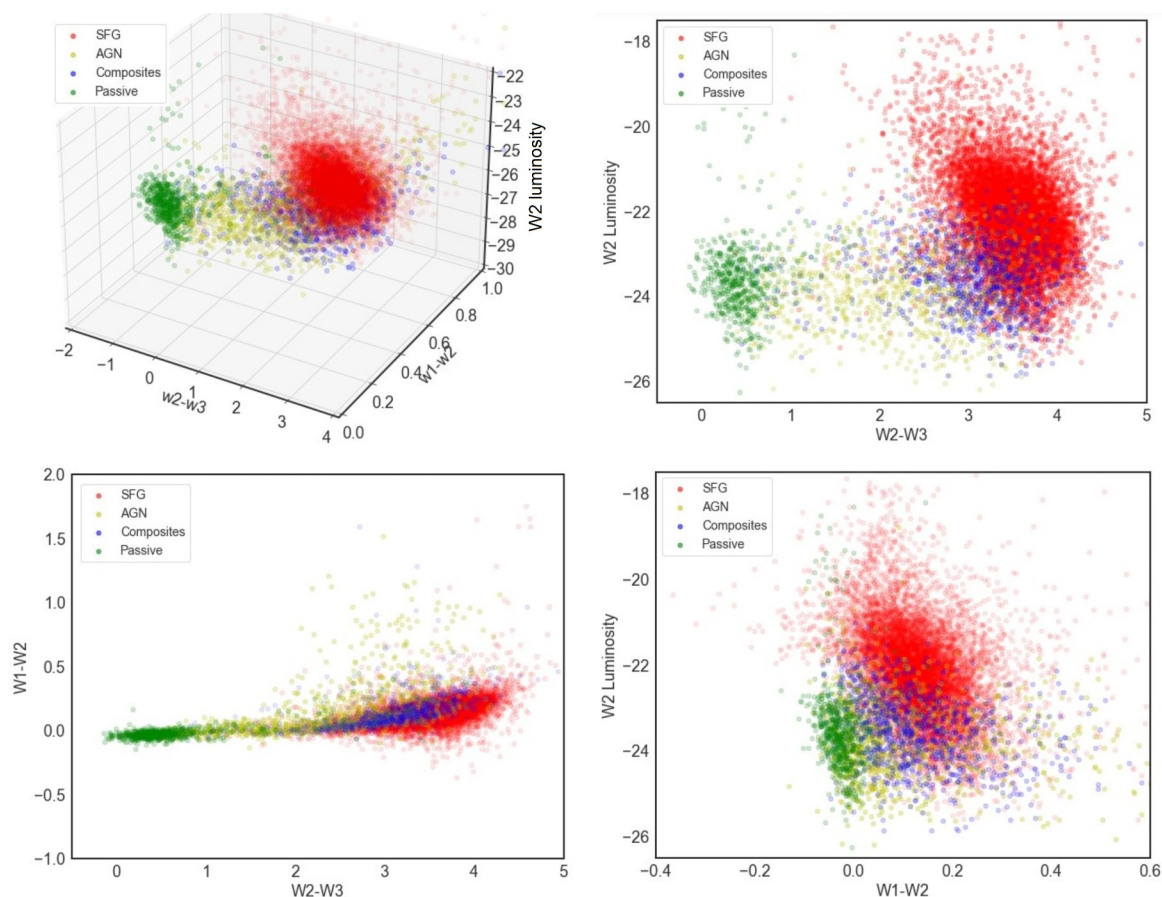 SFG
AGN
Composites
Passive
−22
−23
−24
−25
−26
−27
−28
−29
−30
W2 luminosity
1.0
0.8
0.6
0.4
0.2
0.0
W1-w2
−2
−1
0
1
2
3
4
w2-w3
SFG
AGN
Composites
Passive
−18
−20
−22
−24
−26
W2 Luminosity
0
1
2
3
4
5
W2-W3
SFG
AGN
Composites
Passive
2.0
1.5
1.0
0.5
0.0
−0.5
−1.0
W1-W2
0
1
2
3
4
5
W2-W3
SFG
AGN
Composites
Passive
−18
−20
−22
−24
−26
W2 Luminosity
−0.4
−0.2
0.0
0.2
0.4
0.6
W1-W2